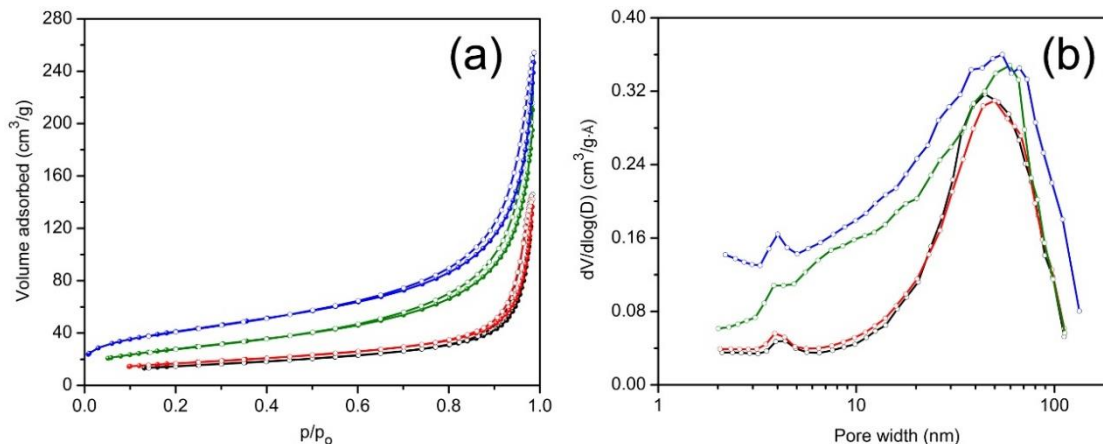 (a)
Volume adsorbed (cm³/g)
280
240
200
160
120
80
40
0
0.0 0.2 0.4 0.6 0.8 1.0
p/pₒ
(b)
dV/dlog(D) (cm³/g-A)
0.40
0.32
0.24
0.16
0.08
0.00
1 10 100
Pore width (nm)